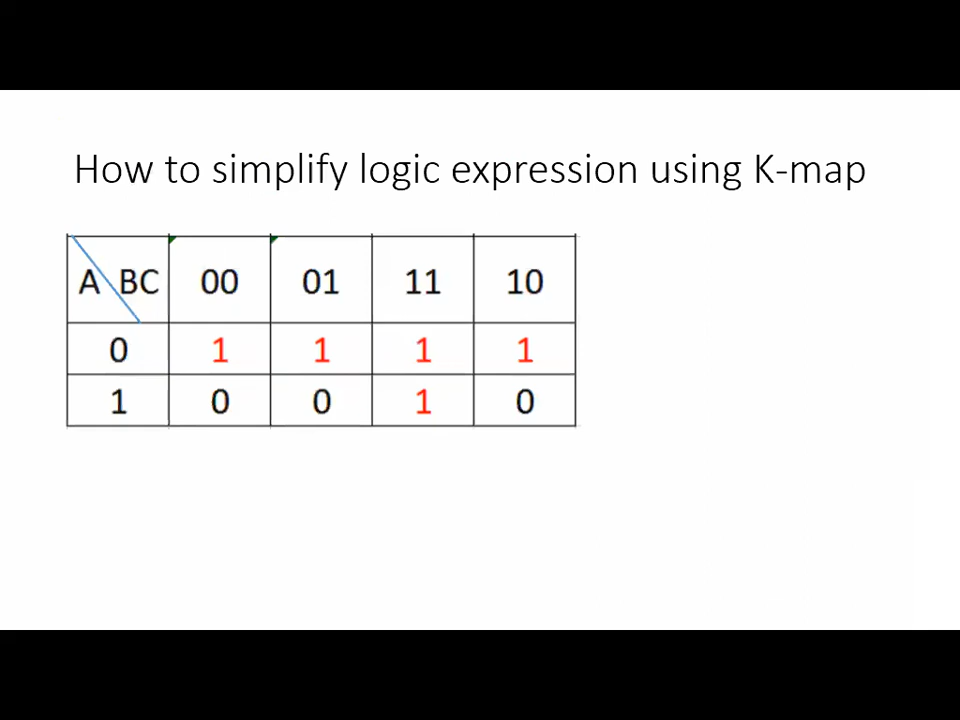 How to simplify logic expression using K-map
A BC 00 01 11 10
0 1 1 1 1
1 0 0 1 0